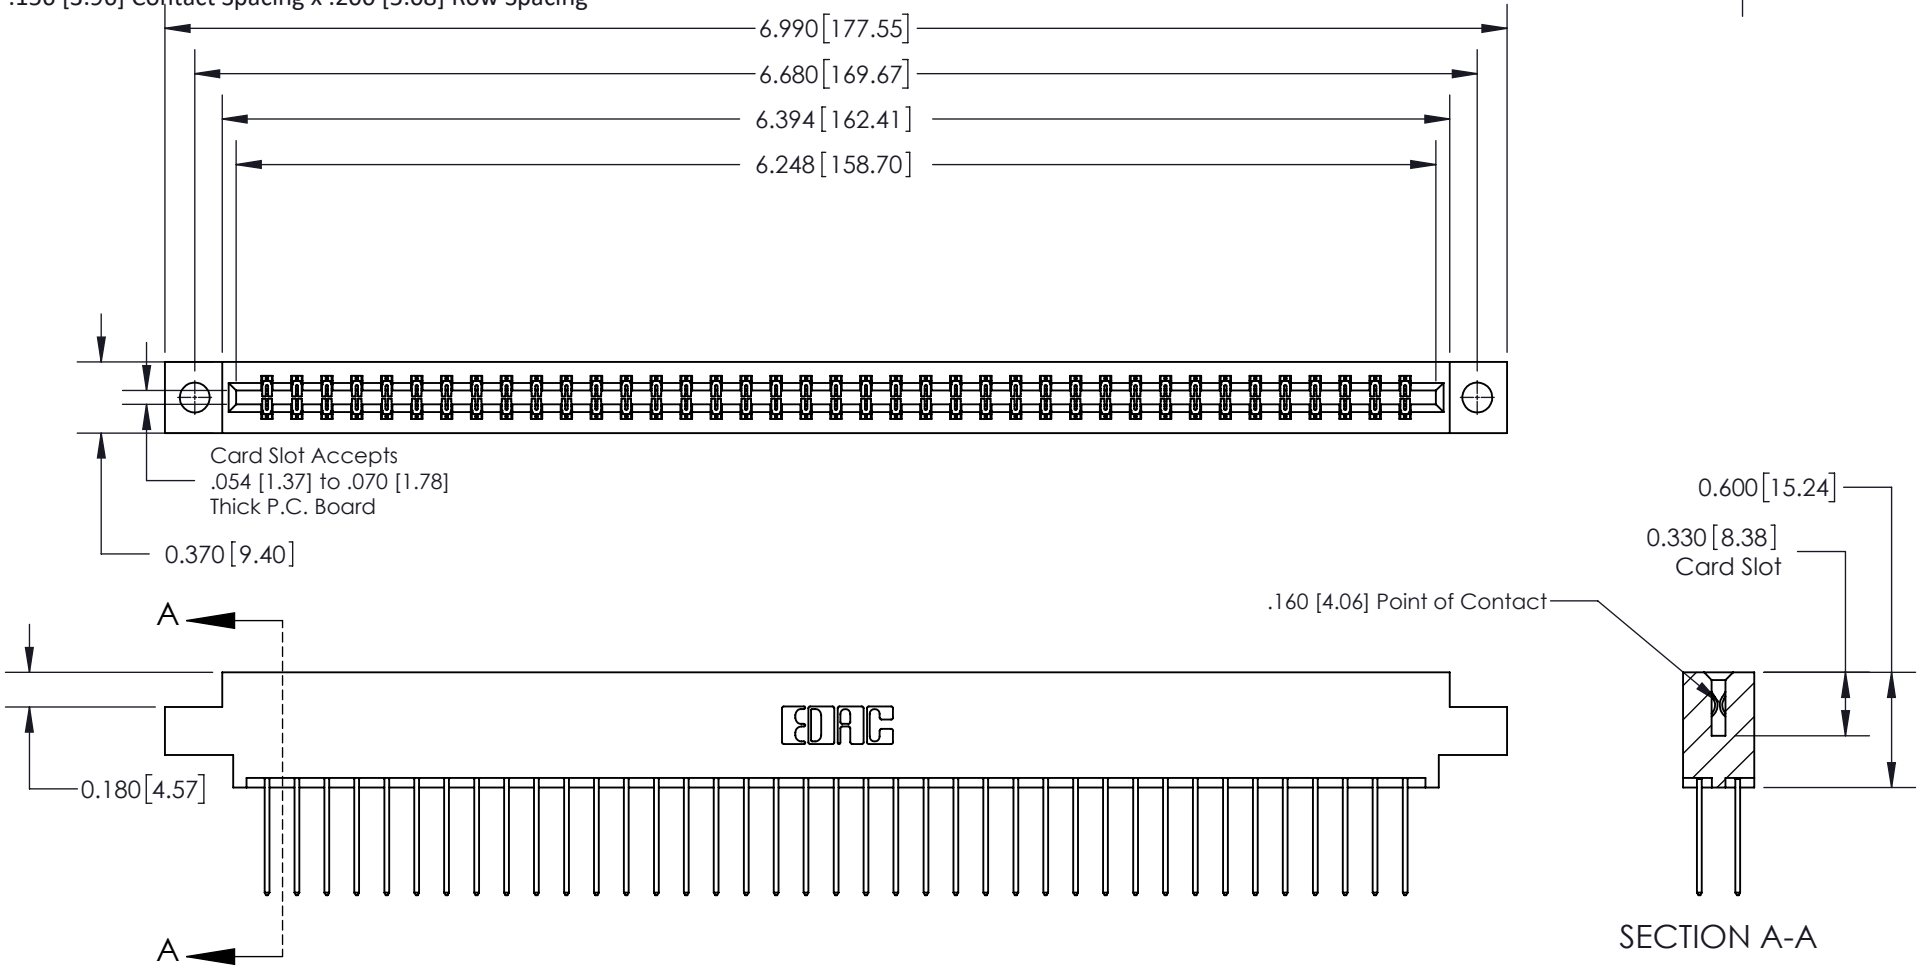 .156 [3.96] Contact Spacing x .200 [5.08] Row Spacing
6.990[177.55]
6.680[169.67]
6.394[162.41]
6.248[158.70]
Card Slot Accepts
.054 [1.37] to .070 [1.78]
Thick P.C. Board
0.370[9.40]
0.600[15.24]
0.330[8.38]
Card Slot
.160 [4.06] Point of Contact
A
EDAC
0.180[4.57]
A
SECTION A-A